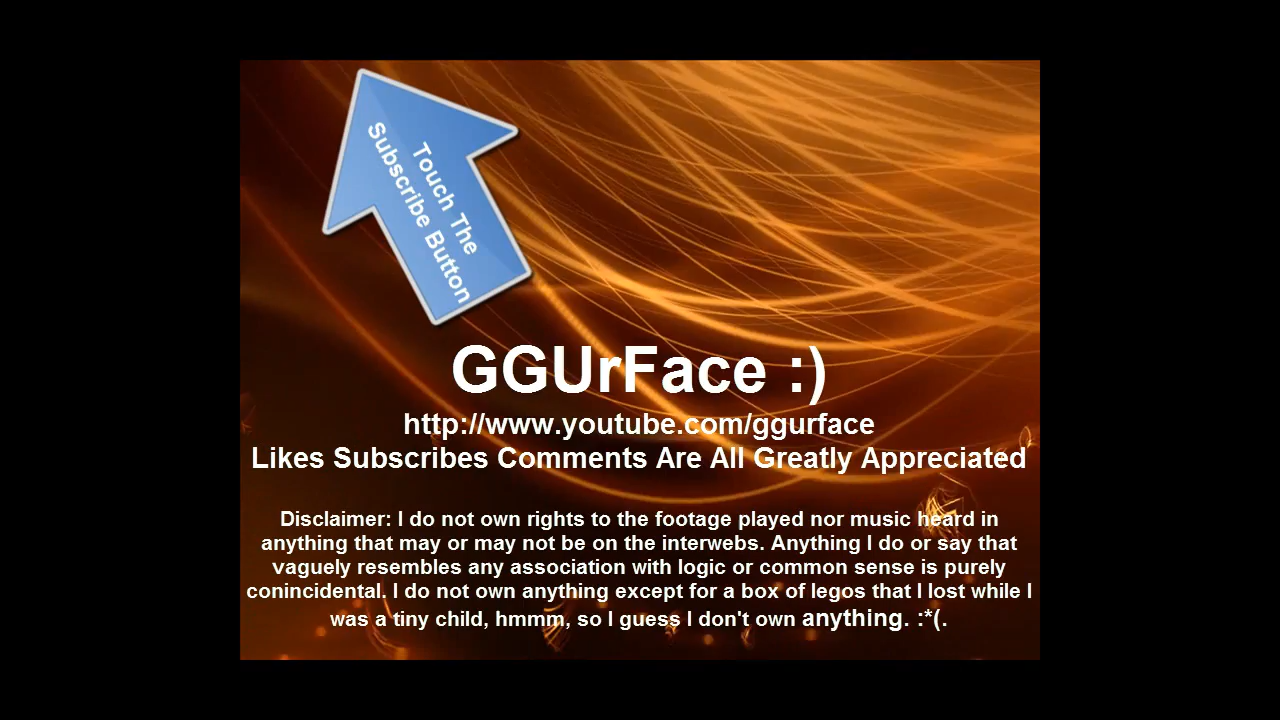 Touch The
Subscribe Button
GGUrFace :)
http://www.youtube.com/ggurface
Likes Subscribes Comments Are All Greatly Appreciated
Disclaimer: I do not own rights to the footage played nor music heard in
anything that may or may not be on the interwebs. Anything I do or say that
vaguely resembles any association with logic or common sense is purely
conincidental. I do not own anything except for a box of legos that I lost while I
was a tiny child, hmmm, so I guess I don't own anything. :*(.